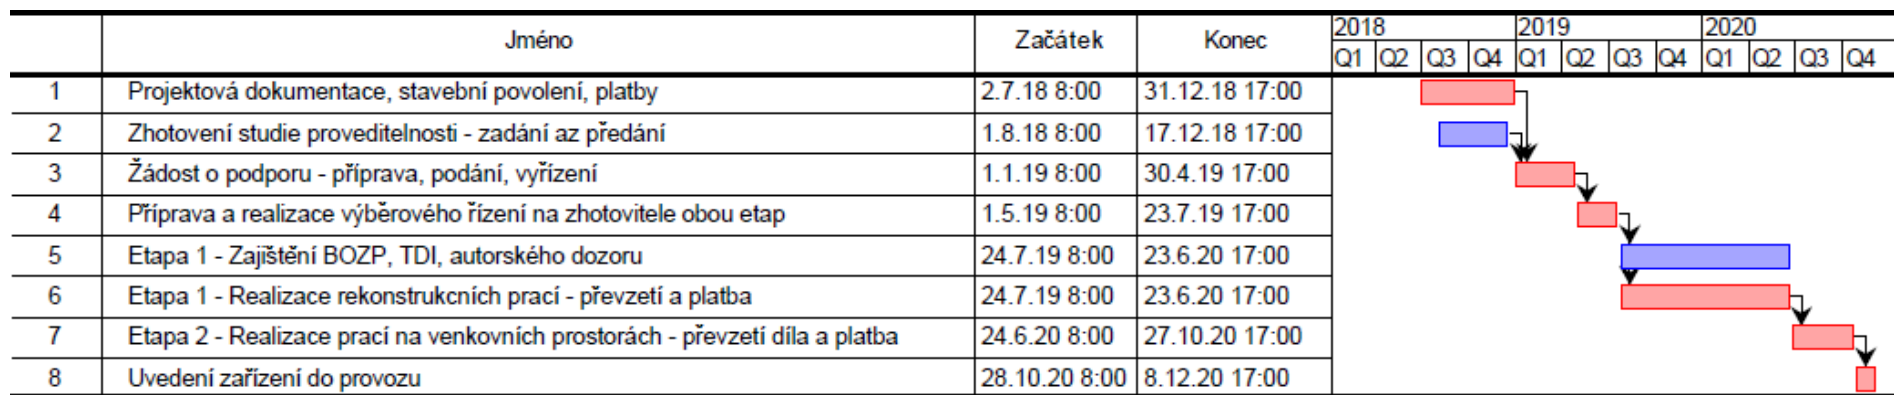 Jméno Začátek Konec 2018 2019 2020
Q1 Q2 Q3 Q4 Q1 Q2 Q3 Q4 Q1 Q2 Q3 Q4
1 Projektová dokumentace, stavební povolení, platby 2.7.18 8:00 31.12.18 17:00
2 Zhotovení studie proveditelnosti - zadání az předání 1.8.18 8:00 17.12.18 17:00
3 Žádost o podporu - příprava, podání, vyřízení 1.1.19 8:00 30.4.19 17:00
4 Příprava a realizace výběrového řízení na zhotovitele obou etap 1.5.19 8:00 23.7.19 17:00
5 Etapa 1 - Zajištění BOZP, TDI, autorského dozoru 24.7.19 8:00 23.6.20 17:00
6 Etapa 1 - Realizace rekonstrukcních prací - převzetí a platba 24.7.19 8:00 23.6.20 17:00
7 Etapa 2 - Realizace prací na venkovních prostorách - převzetí díla a platba 24.6.20 8:00 27.10.20 17:00
8 Uvedení zařízení do provozu 28.10.20 8:00 8.12.20 17:00